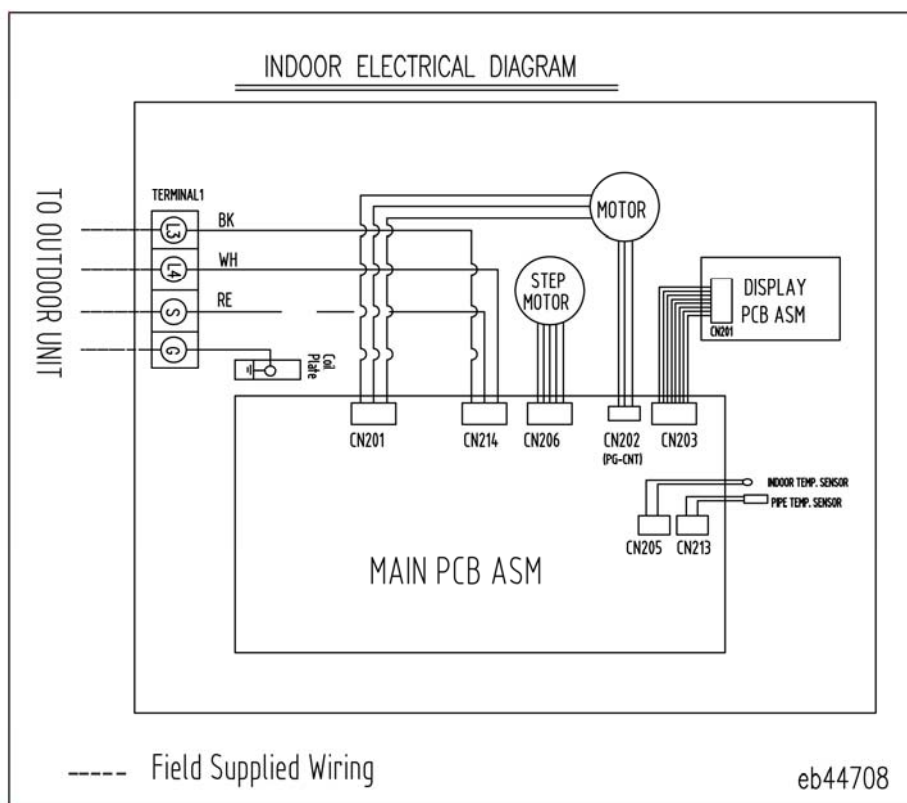 INDOOR ELECTRICAL DIAGRAM
TO OUTDOOR UNIT
TERMINAL1
L3
BK
L4
WH
S
RE
G
Coil
Plate
MOTOR
STEP
MOTOR
DISPLAY
PCB ASM
CN201
CN201
CN214
CN206
CN202
(PG-CNT)
CN203
INDOOR TEMP. SENSOR
PIPE TEMP. SENSOR
CN205
CN213
MAIN PCB ASM
----- Field Supplied Wiring
eb44708